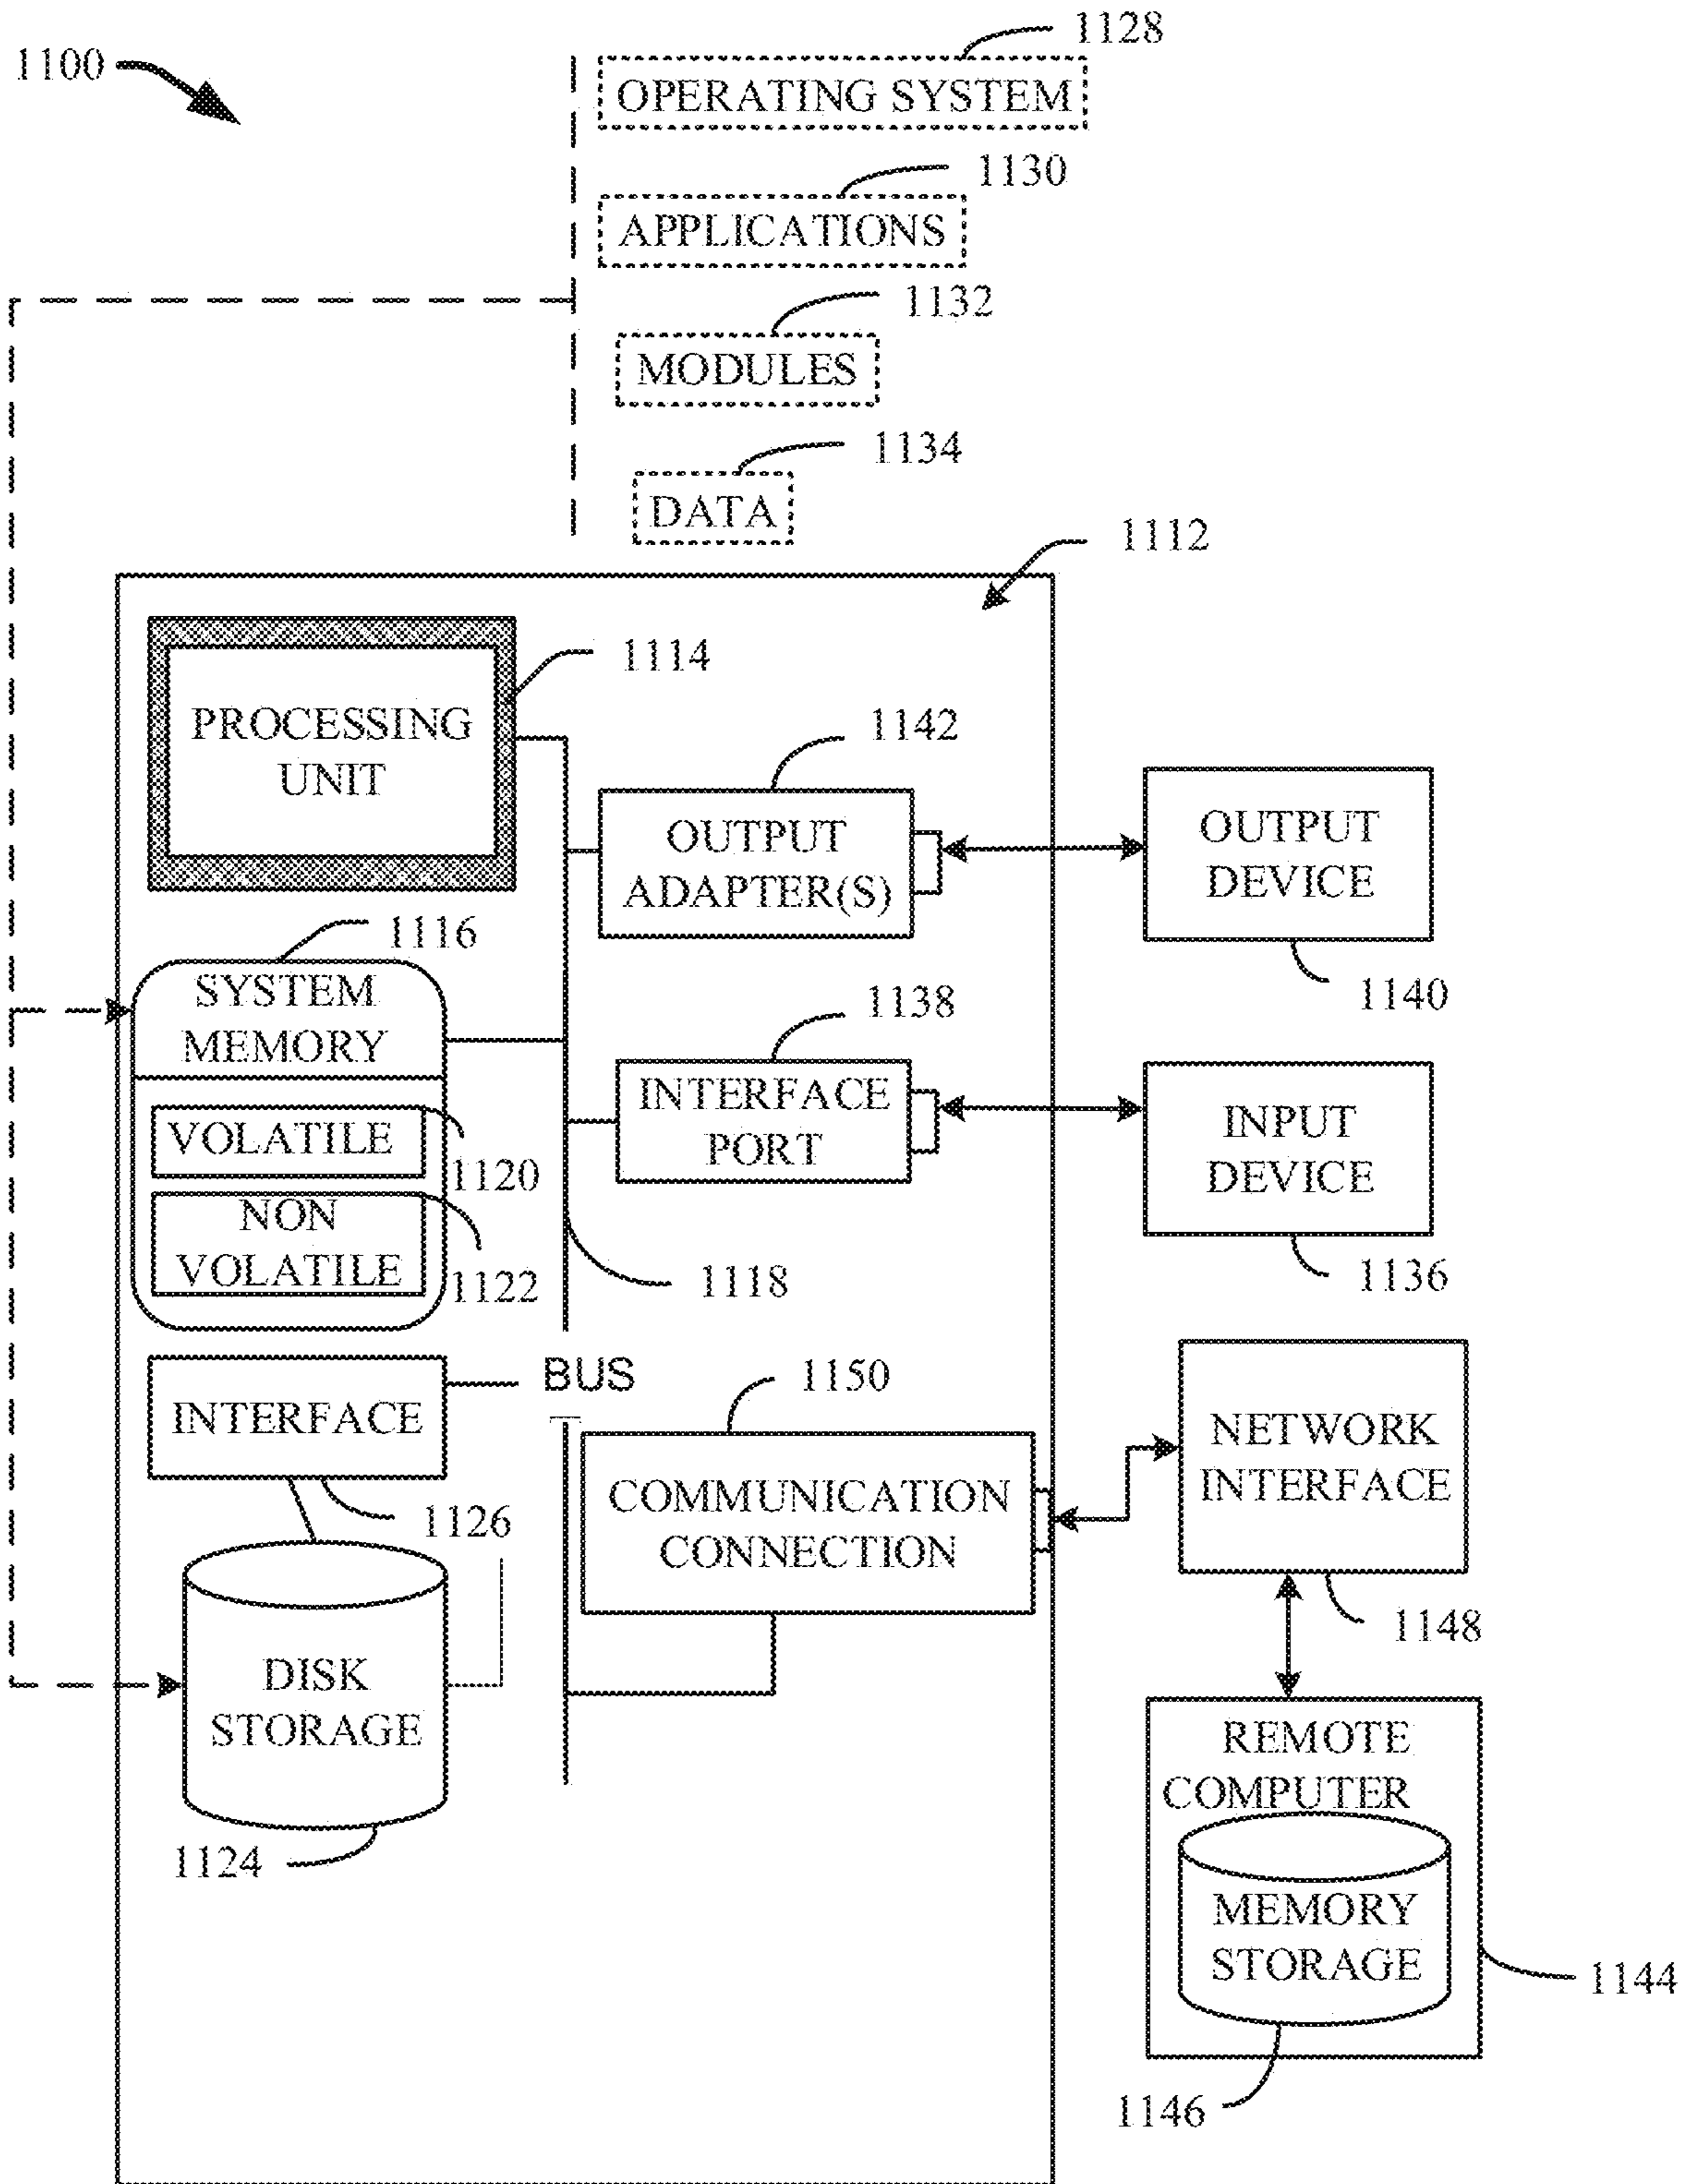 1128
1100
OPERATING SYSTEM
1130
APPLICATIONS
1132
MODULES
1134
DATA
1112
1114
PROCESSING
UNIT
1142
OUTPUT
ADAPTER(S)
OUTPUT
DEVICE
1140
1116
SYSTEM
MEMORY
VOLATILE
1120
NON
VOLATILE
1122
1138
INTERFACE
PORT
INPUT
DEVICE
1136
1118
BUS
INTERFACE
1126
1150
COMMUNICATION
CONNECTION
NETWORK
INTERFACE
1148
DISK
STORAGE
1124
REMOTE
COMPUTER
MEMORY
STORAGE
1144
1146